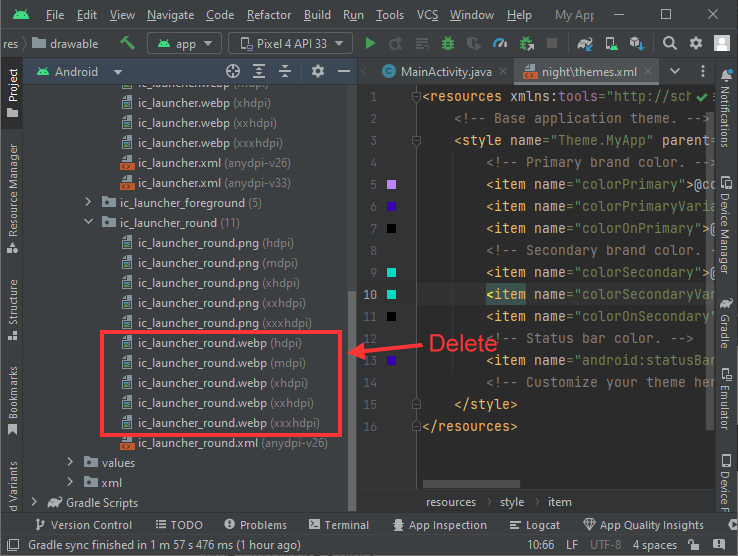 File Edit View Navigate Code Refactor Build Run Tools VCS Window Help My App
res drawable app Pixel 4 API 33
Project
Resource Manager
Structure
Bookmarks
d Variants
Android
ic_launcher.webp (hdpi)
ic_launcher.webp (xhdpi)
ic_launcher.webp (xxhdpi)
ic_launcher.webp (xxxhdpi)
ic_launcher.xml (anydpi-v26)
ic_launcher.xml (anydpi-v33)
ic_launcher_foreground (5)
ic_launcher_round (11)
ic_launcher_round.png (hdpi)
ic_launcher_round.png (mdpi)
ic_launcher_round.png (xhdpi)
ic_launcher_round.png (xxhdpi)
ic_launcher_round.png (xxxhdpi)
ic_launcher_round.webp (hdpi)
ic_launcher_round.webp (mdpi)
ic_launcher_round.webp (xhdpi)
ic_launcher_round.webp (xxhdpi)
ic_launcher_round.webp (xxxhdpi)
ic_launcher_round.xml (anydpi-v26)
values
xml
Gradle Scripts
Delete
MainActivity.java night\themes.xml
1 <resources xmlns:tools="http://sch
2 <!-- Base application theme. -->
3 <style name="Theme.MyApp" parent=
4 <!-- Primary brand color. -->
5 <item name="colorPrimary">@co
6 <item name="colorPrimaryVaria
7 <item name="colorOnPrimary">@
8 <!-- Secondary brand color. -
9 <item name="colorSecondary">@
10 <item name="colorSecondaryVar
11 <item name="colorOnSecondary"
12 <!-- Status bar color. -->
13 <item name="android:statusBar
14 <!-- Customize your theme her
15 </style>
16 </resources>
resources style item
Notifications
Device Manager
Gradle
Emulator
Device F
Version Control TODO Problems Terminal App Inspection Logcat App Quality Insights
Gradle sync finished in 1 m 57 s 476 ms (1 hour ago) 10:66 LF UTF-8 4 spaces